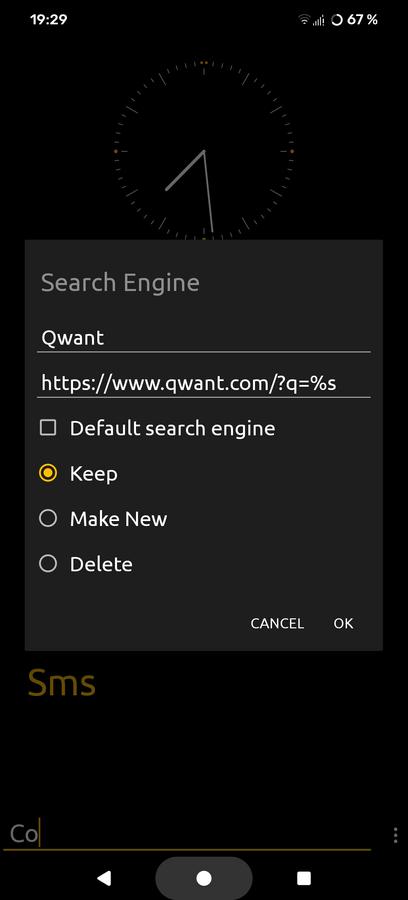 19:29
67 %
Search Engine
Qwant
https://www.qwant.com/?q=%s
Default search engine
Keep
Make New
Delete
CANCEL OK
Sms
Co